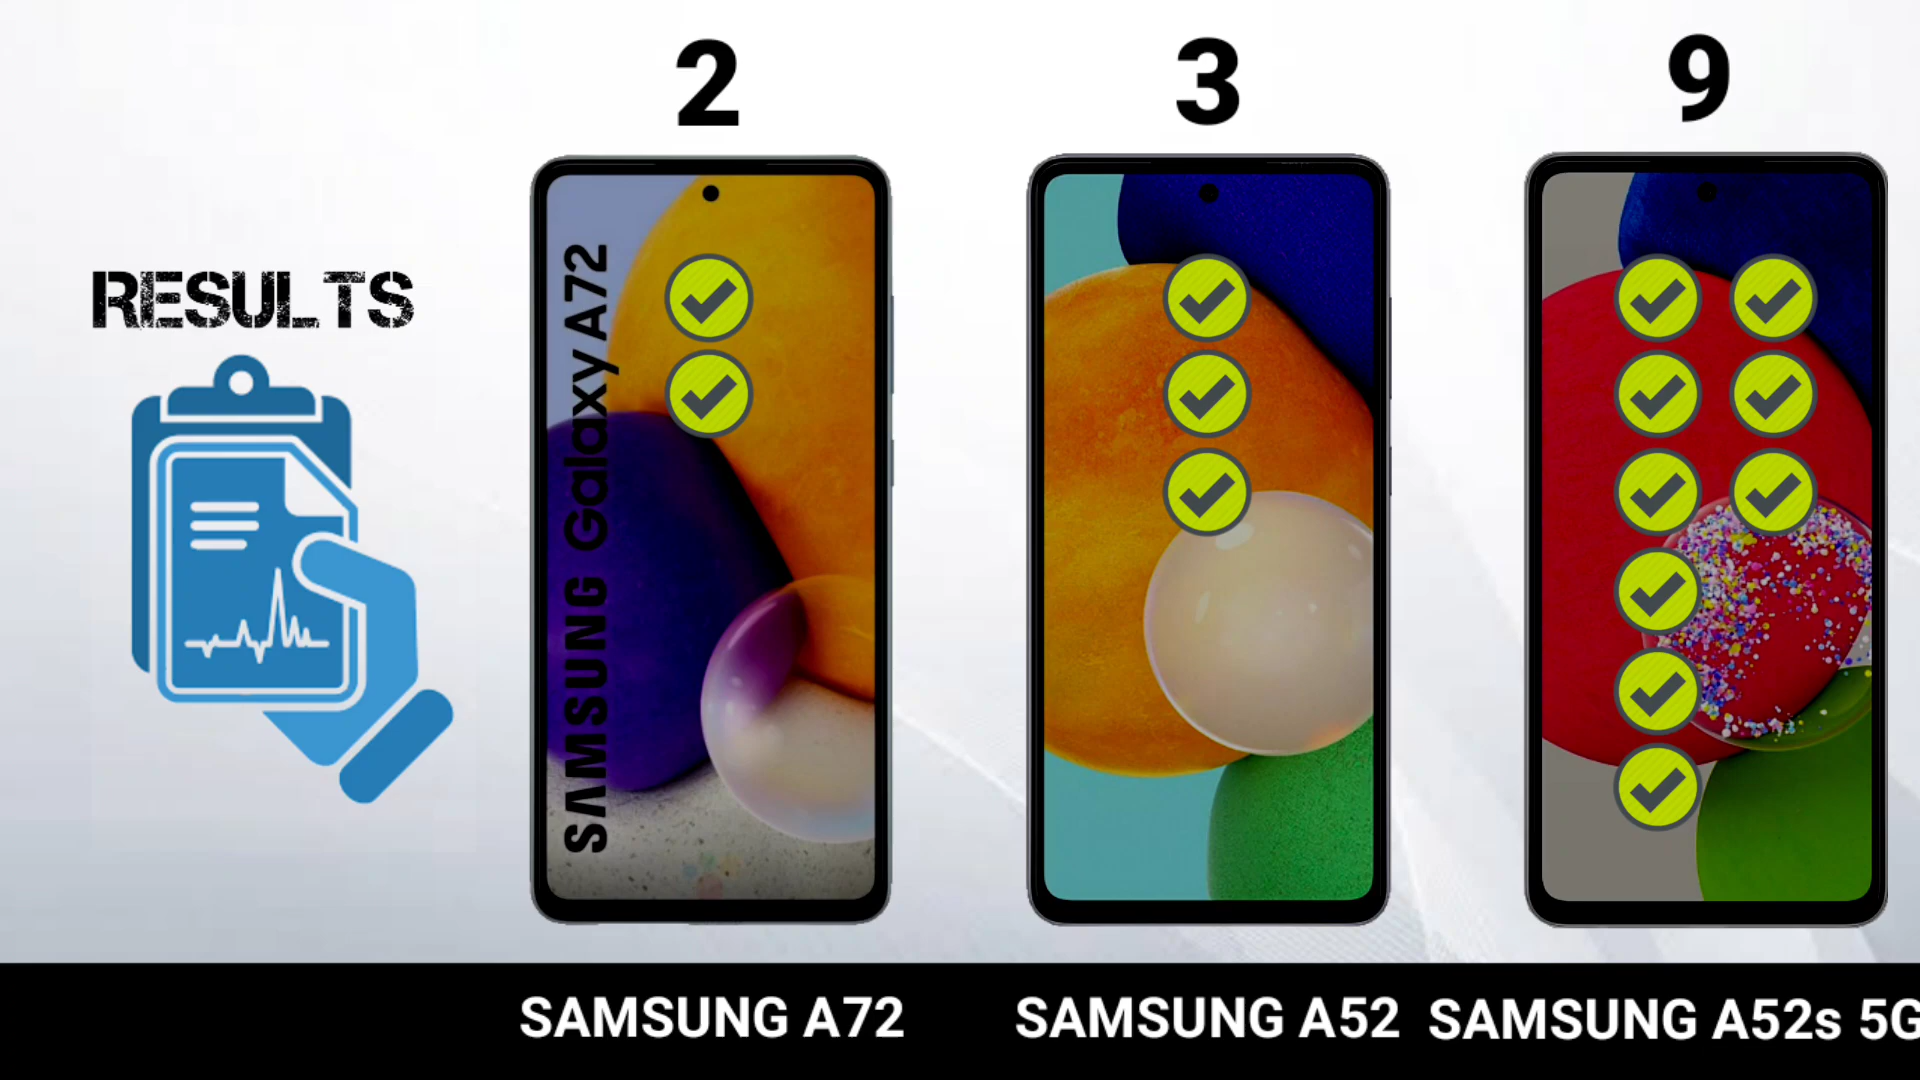 2
3
9
RESULTS
SAMSUNG Galaxy A72
SAMSUNG A72
SAMSUNG A52
SAMSUNG A52s 5G